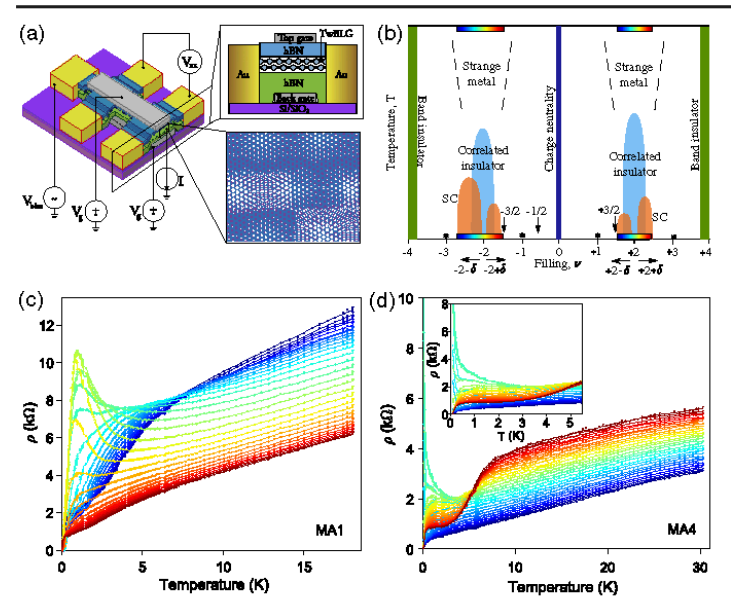 (a)
Top gate
TwBLG
hBN
Au
Au
hBN
Back gate
Si/SiO₂
Vxx
I
(b)
Temperature, T
Band insulator
Strange
metal
Correlated
insulator
SC
-3/2
-1/2
Charge neutrality
Strange
metal
Correlated
insulator
+3/2
SC
Band insulator
-4
-3
-2
-1
0
+1
+2
+3
+4
-2-δ
-2+δ
Filling, ν
+2-δ
+2+δ
(c)
ρ (kΩ)
12
10
8
6
4
2
0
MA1
0
5
10
15
Temperature (K)
(d)
ρ (kΩ)
10
8
6
4
2
0
ρ (kΩ)
8
6
4
2
0
0
1
2
3
4
5
T (K)
MA4
0
10
20
30
Temperature (K)